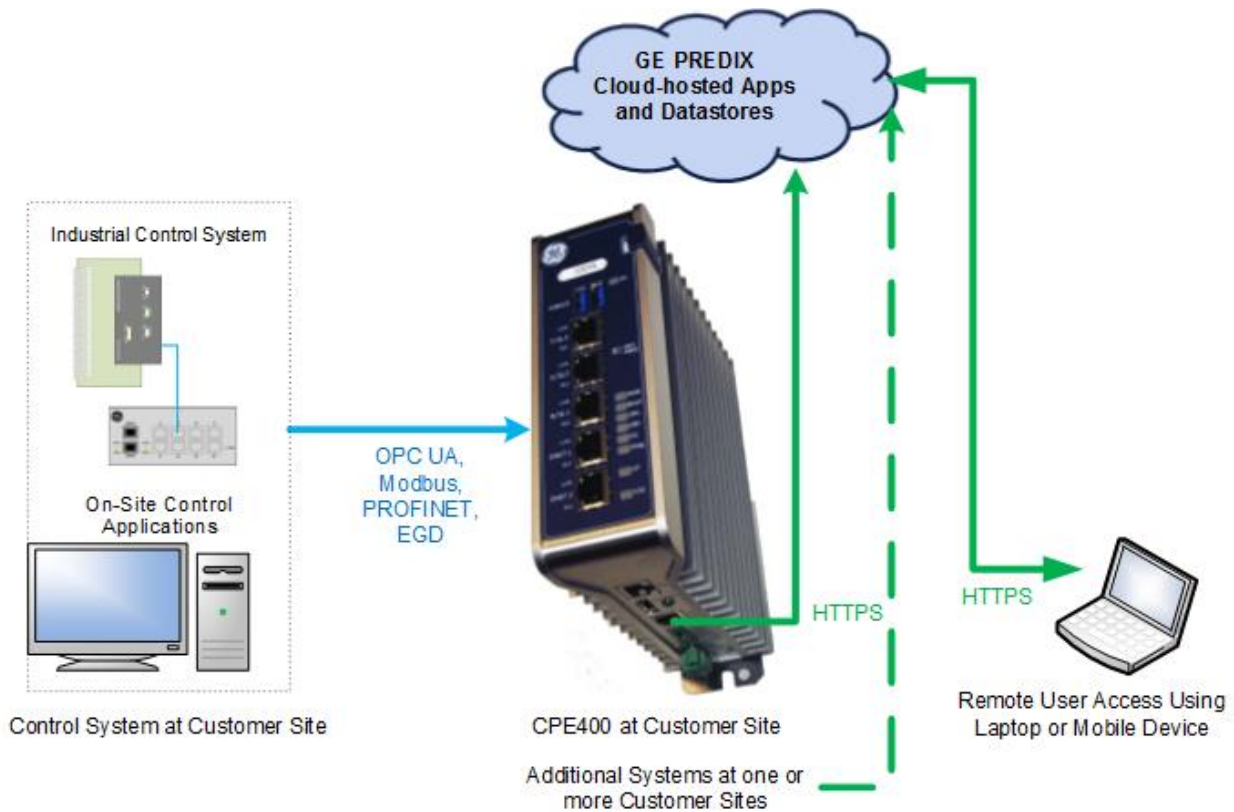 GE PREDIX
Cloud-hosted Apps
and Datastores
Industrial Control System
On-Site Control
Applications
OPC UA,
Modbus,
PROFINET,
EGD
HTTPS
HTTPS
Control System at Customer Site
CPE400 at Customer Site
Remote User Access Using
Laptop or Mobile Device
Additional Systems at one or
more Customer Sites